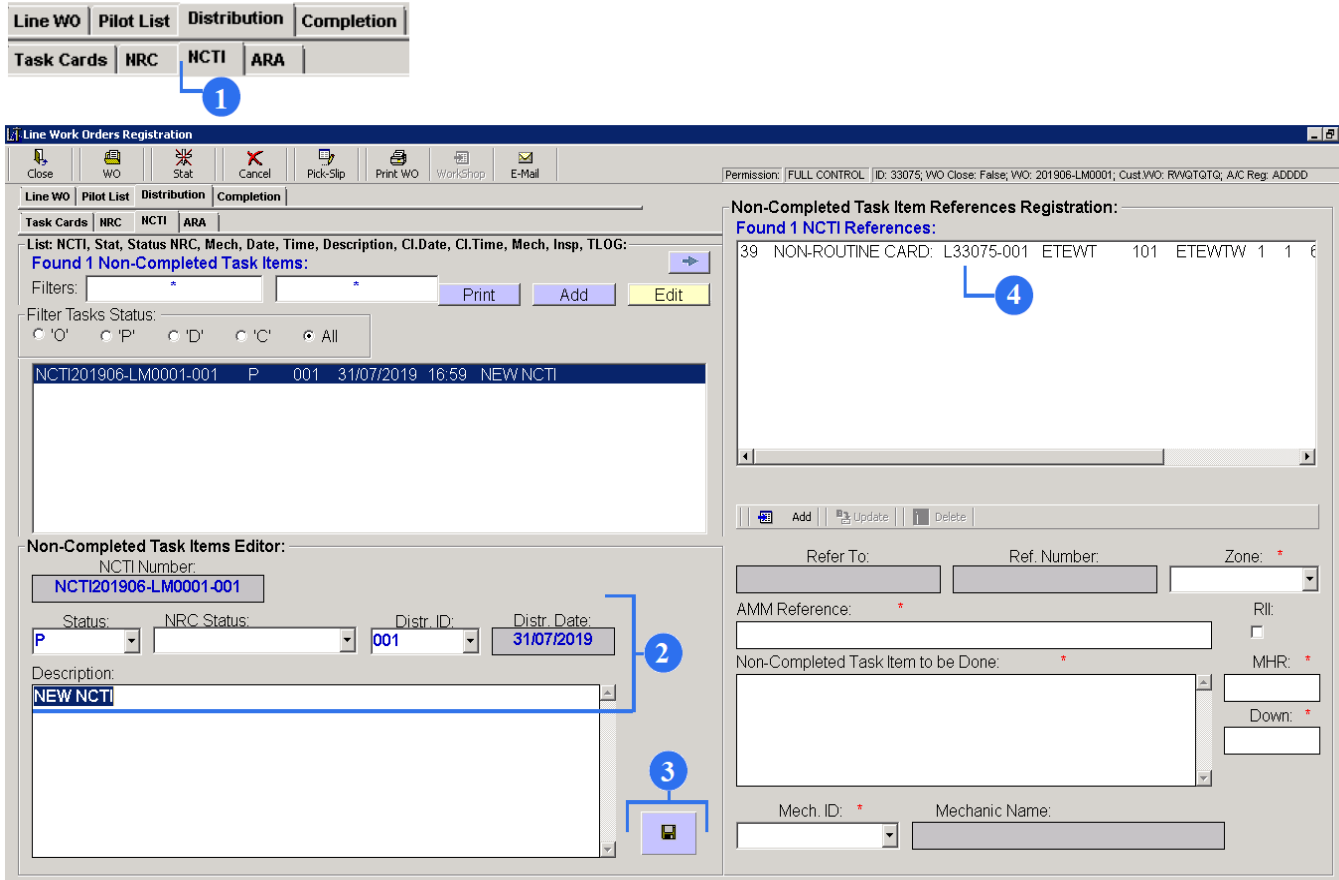 Line WO Pilot List Distribution Completion
Task Cards NRC NCTI ARA
1
Line Work Orders Registration
Close WO Stat Cancel Pick-Slip Print WO WorkShop E-Mail
Permission: FULL CONTROL ID: 33075; WO Close: False; WO: 201906-LM0001; Cust.WO: RWQTQTQ; A/C Reg: ADDDD
Line WO Pilot List Distribution Completion
Task Cards NRC NCTI ARA
List: NCTI, Stat, Status NRC, Mech, Date, Time, Description, Cl.Date, Cl.Time, Mech, Insp, TLOG:
Found 1 Non-Completed Task Items:
Filters: * * Print Add Edit
Filter Tasks Status:
'O' 'P' 'D' 'C' All
NCTI201906-LM0001-001 P 001 31/07/2019 16:59 NEW NCTI
Non-Completed Task Items Editor:
NCTI Number:
NCTI201906-LM0001-001
Status: NRC Status: Distr. ID: Distr. Date:
P 001 31/07/2019
2
Description:
NEW NCTI
3
Non-Completed Task Item References Registration:
Found 1 NCTI References:
39 NON-ROUTINE CARD: L33075-001 ETEWT 101 ETEWTW 1 1
4
Add Update Delete
Refer To: Ref. Number: Zone: *
AMM Reference: * RII:
Non-Completed Task Item to be Done: * MHR: *
Down: *
Mech. ID: * Mechanic Name: